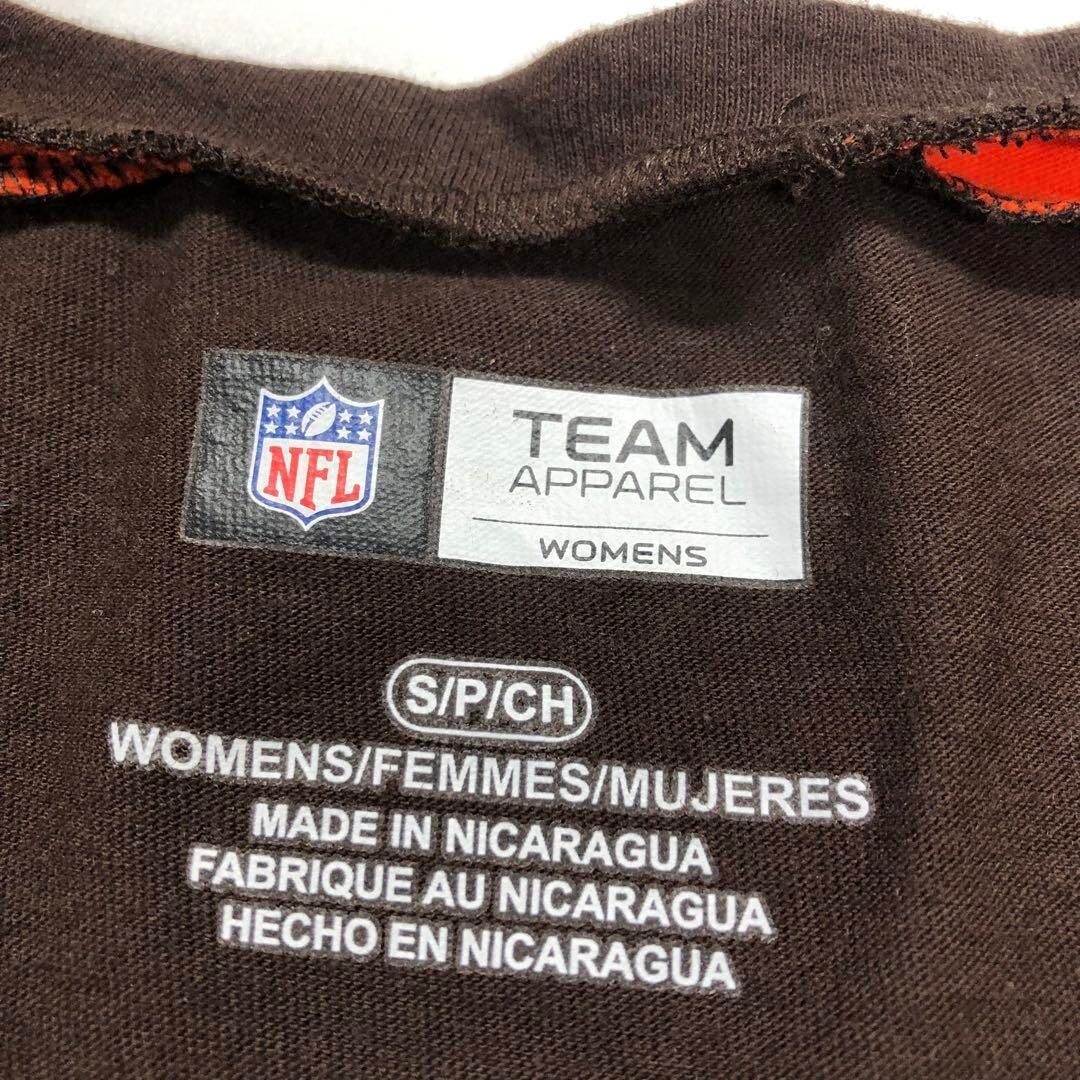 NFL
TEAM
APPAREL
WOMENS
S/P/CH
WOMENS/FEMMES/MUJERES
MADE IN NICARAGUA
FABRIQUE AU NICARAGUA
HECHO EN NICARAGUA